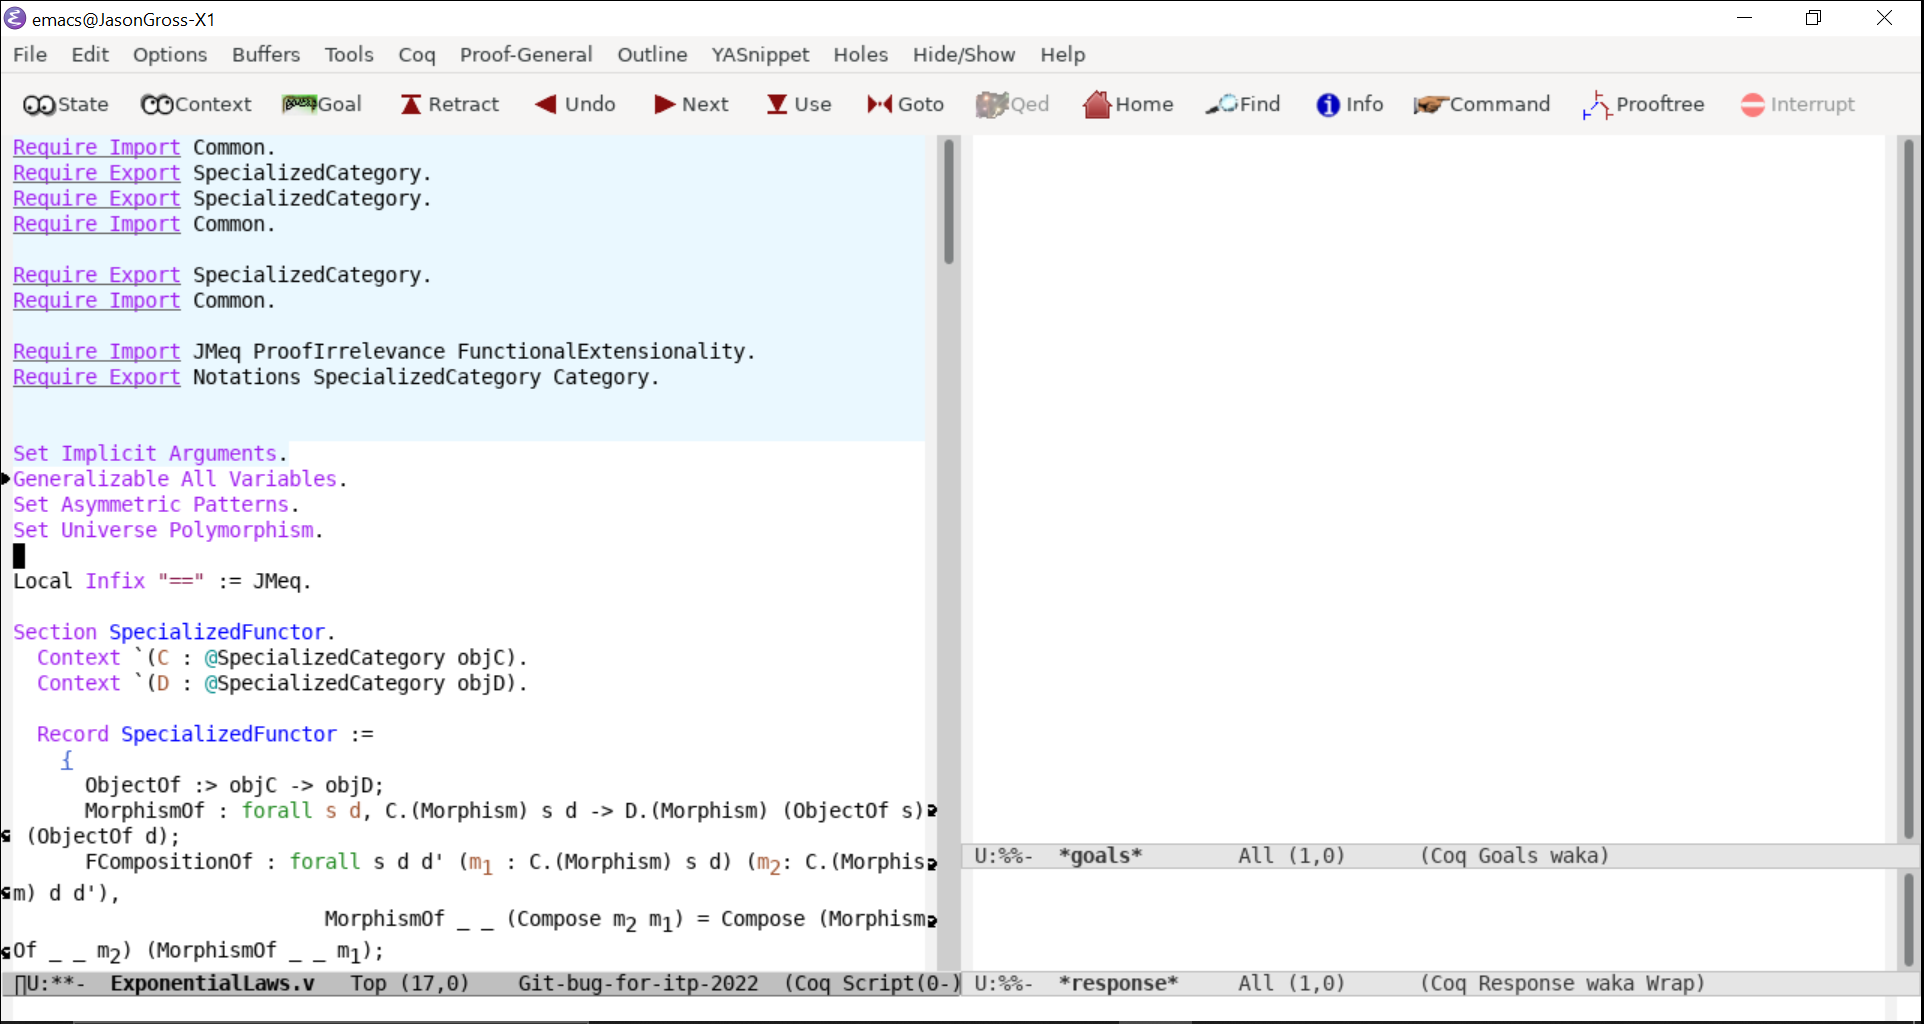 emacs@JasonGross-X1
File Edit Options Buffers Tools Coq Proof-General Outline YASnippet Holes Hide/Show Help
State Context Goal Retract Undo Next Use Goto Qed Home Find Info Command Prooftree Interrupt
Require Import Common.
Require Export SpecializedCategory.
Require Export SpecializedCategory.
Require Import Common.
Require Export SpecializedCategory.
Require Import Common.
Require Import JMeq ProofIrrelevance FunctionalExtensionality.
Require Export Notations SpecializedCategory Category.
Set Implicit Arguments.
Generalizable All Variables.
Set Asymmetric Patterns.
Set Universe Polymorphism.
Local Infix "==" := JMeq.
Section SpecializedFunctor.
Context `(C : @SpecializedCategory objC).
Context `(D : @SpecializedCategory objD).
Record SpecializedFunctor :=
{
ObjectOf :> objC -> objD;
MorphismOf : forall s d, C.(Morphism) s d -> D.(Morphism) (ObjectOf s)
(ObjectOf d);
FCompositionOf : forall s d d' (m₁ : C.(Morphism) s d) (m₂: C.(Morphis
m) d d'),
MorphismOf _ _ (Compose m₂ m₁) = Compose (Morphism
Of _ _ m₂) (MorphismOf _ _ m₁);
U:**- ExponentialLaws.v Top (17,0) Git-bug-for-itp-2022 (Coq Script(0-)
U:%%- *goals* All (1,0) (Coq Goals waka)
U:%%- *response* All (1,0) (Coq Response waka Wrap)